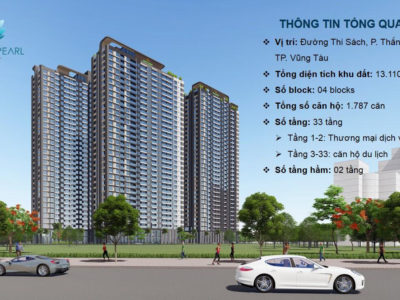 PEARL
THÔNG TIN TỔNG QUA
❖ Vị trí: Đường Thi Sách, P. Thắn
TP. Vũng Tàu
❖ Tổng diện tích khu đất: 13.110
❖ Số block: 04 blocks
❖ Tổng số căn hộ: 1.787 căn
❖ Số tầng: 33 tầng
➢ Tầng 1-2: Thương mại dịch v
➢ Tầng 3-33: căn hộ du lịch
❖ Số tầng hầm: 02 tầng